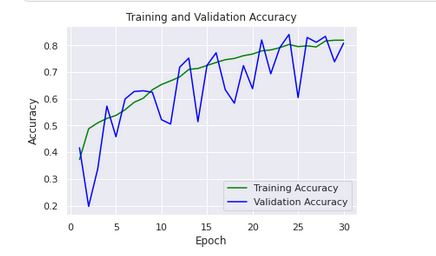 Training and Validation Accuracy
0.8
0.7
0.6
0.5
0.4
0.3
0.2
Accuracy
Training Accuracy
Validation Accuracy
0 5 10 15 20 25 30
Epoch